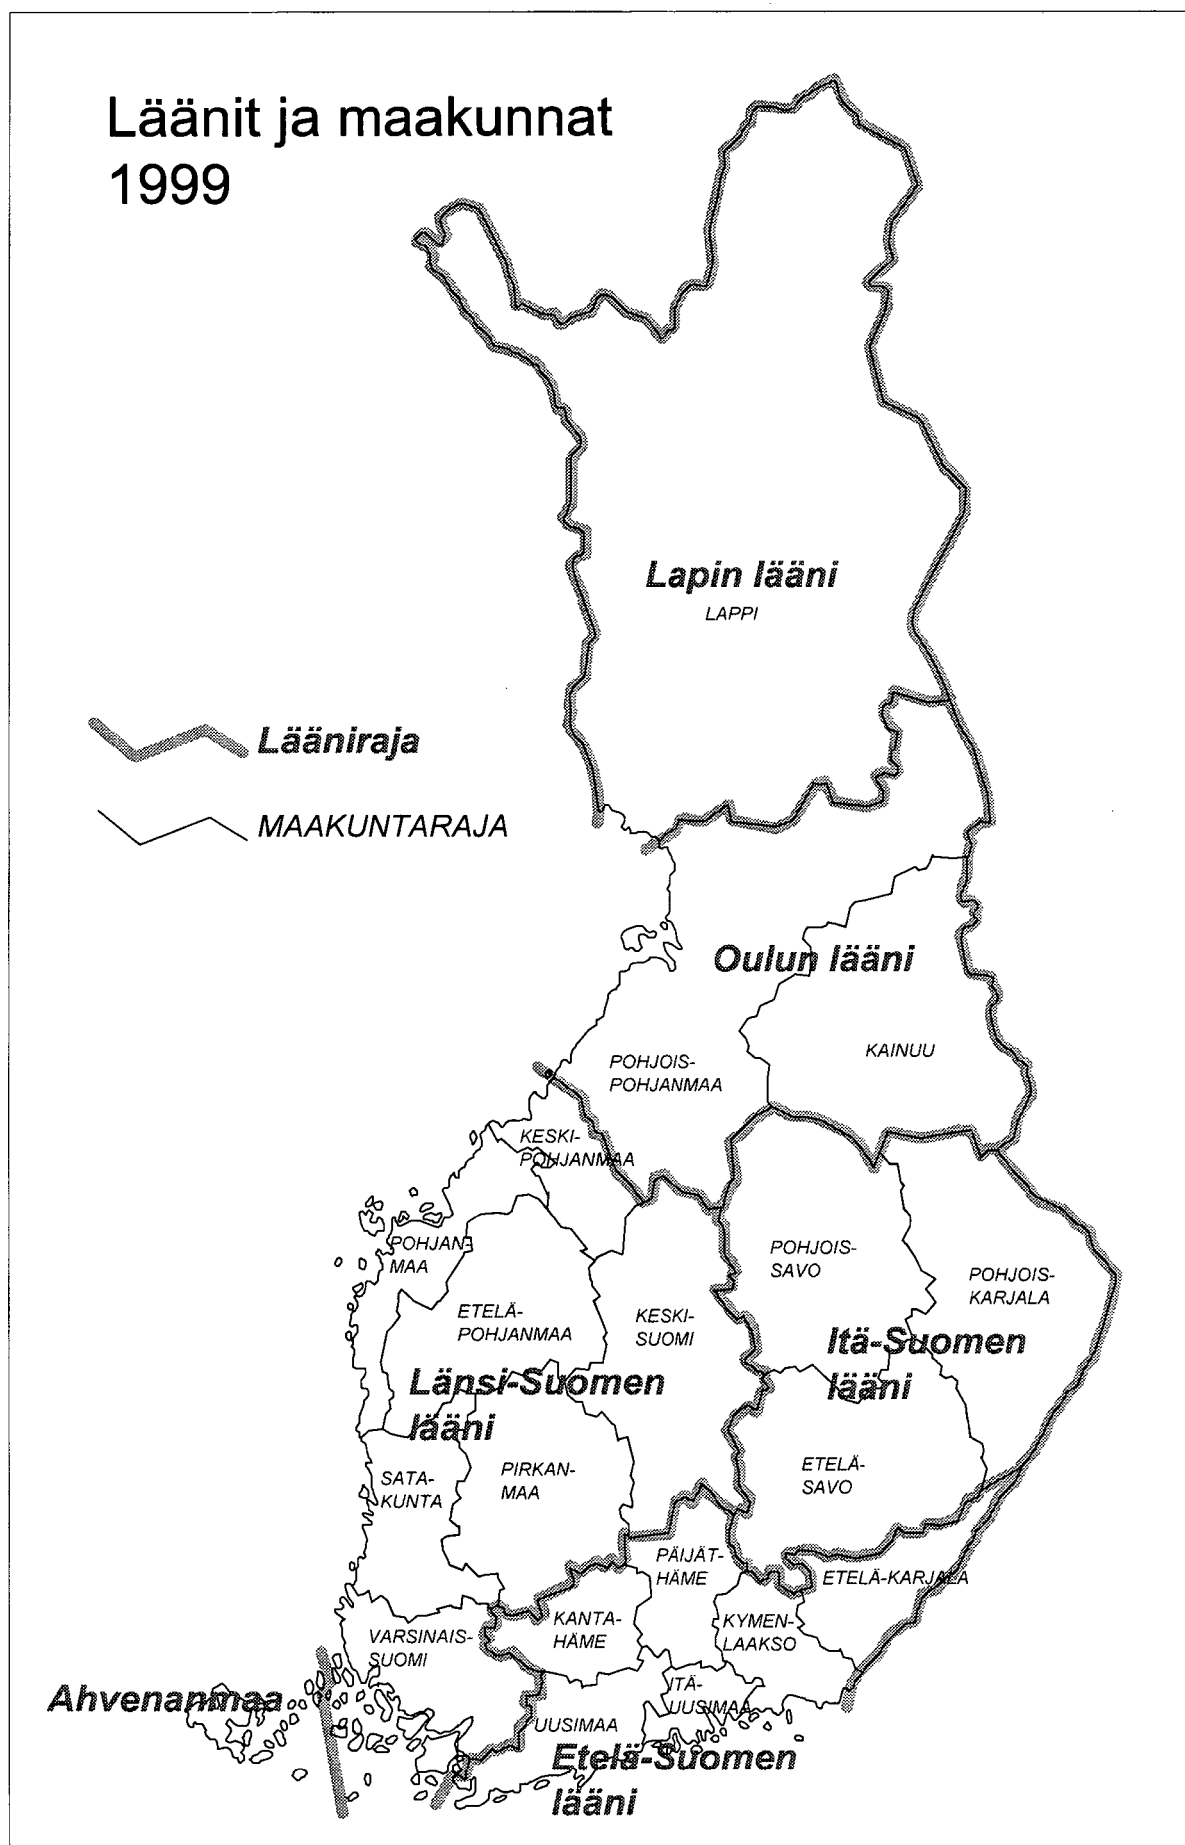 Läänit ja maakunnat
1999
Lapin lääni
LAPPI
Lääniraja
MAAKUNTARAJA
Oulun lääni
KAINUU
POHJOIS-
POHJANMAA
KESKI-
POHJANMAA
POHJAN-
MAA
POHJOIS-
SAVO
POHJOIS-
KARJALA
ETELÄ-
POHJANMAA
KESKI-
SUOMI
Itä-Suomen
lääni
Länsi-Suomen
lääni
SATA-
KUNTA
PIRKAN-
MAA
ETELÄ-
SAVO
PÄIJÄT-
HÄME
ETELÄ-KARJALA
KANTA-
HÄME
KYMEN-
LAAKSO
VARSINAIS-
SUOMI
Ahvenanmaa
ITÄ-
UUSIMAA
UUSIMAA
Etelä-Suomen
lääni